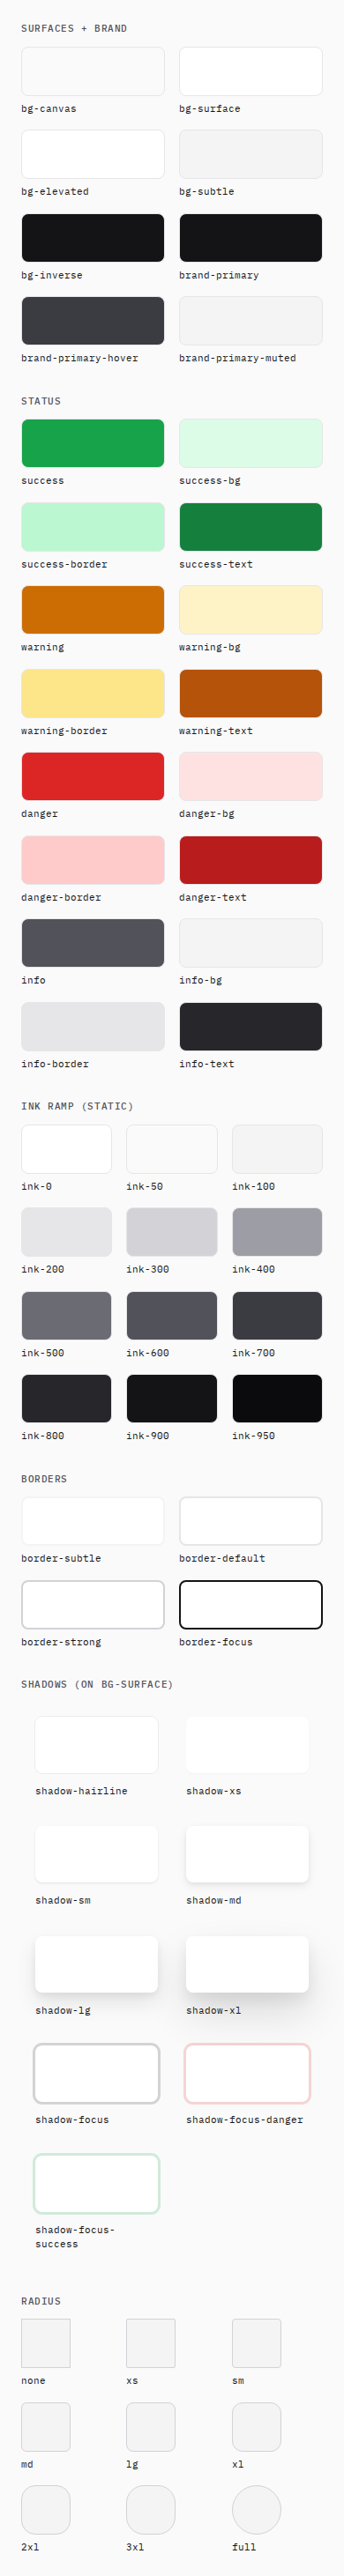 SURFACES + BRAND
bg-canvas
bg-surface
bg-elevated
bg-subtle
bg-inverse
brand-primary
brand-primary-hover
brand-primary-muted
STATUS
success
success-bg
success-border
success-text
warning
warning-bg
warning-border
warning-text
danger
danger-bg
danger-border
danger-text
info
info-bg
info-border
info-text
INK RAMP (STATIC)
ink-0
ink-50
ink-100
ink-200
ink-300
ink-400
ink-500
ink-600
ink-700
ink-800
ink-900
ink-950
BORDERS
border-subtle
border-default
border-strong
border-focus
SHADOWS (ON BG-SURFACE)
shadow-hairline
shadow-xs
shadow-sm
shadow-md
shadow-lg
shadow-xl
shadow-focus
shadow-focus-danger
shadow-focus-
success
RADIUS
none
xs
sm
md
lg
xl
2xl
3xl
full